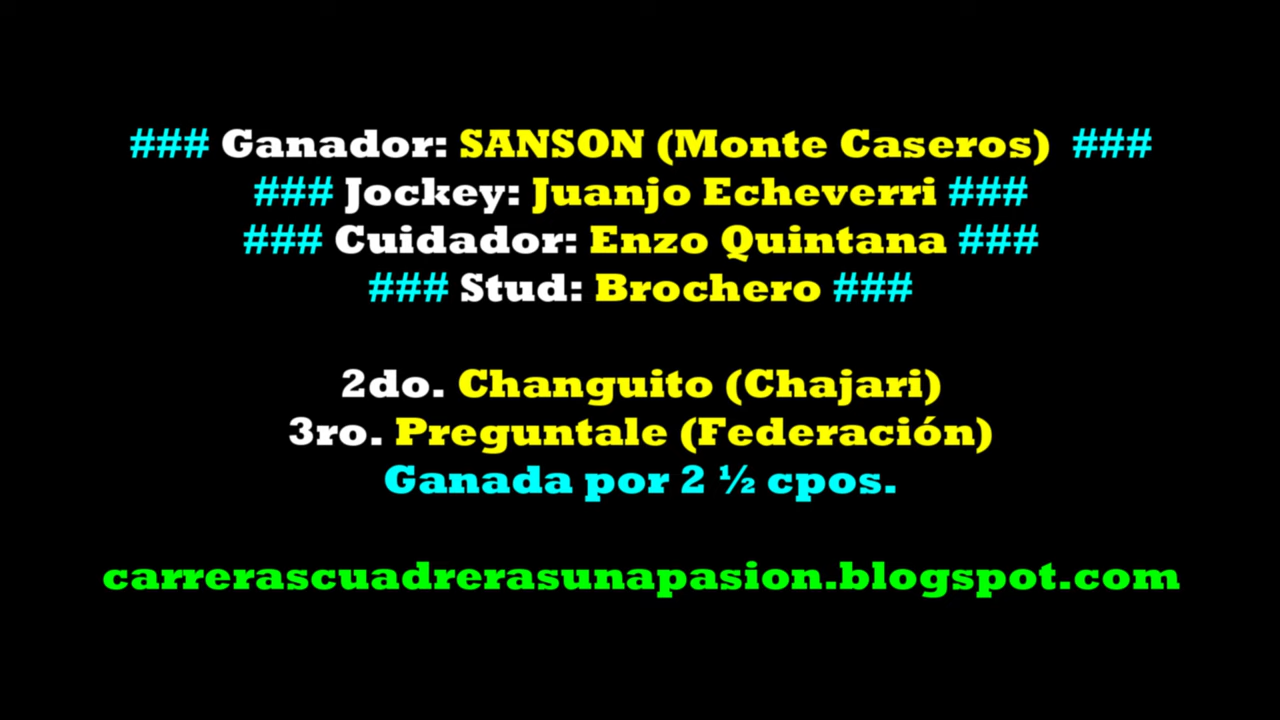 ### Ganador: SANSON (Monte Caseros) ###
### Jockey: Juanjo Echeverri ###
### Cuidador: Enzo Quintana ###
### Stud: Brochero ###
2do. Changuito (Chajari)
3ro. Preguntale (Federación)
Ganada por 2 ½ cpos.
carrerascuadrerasunapasion.blogspot.com